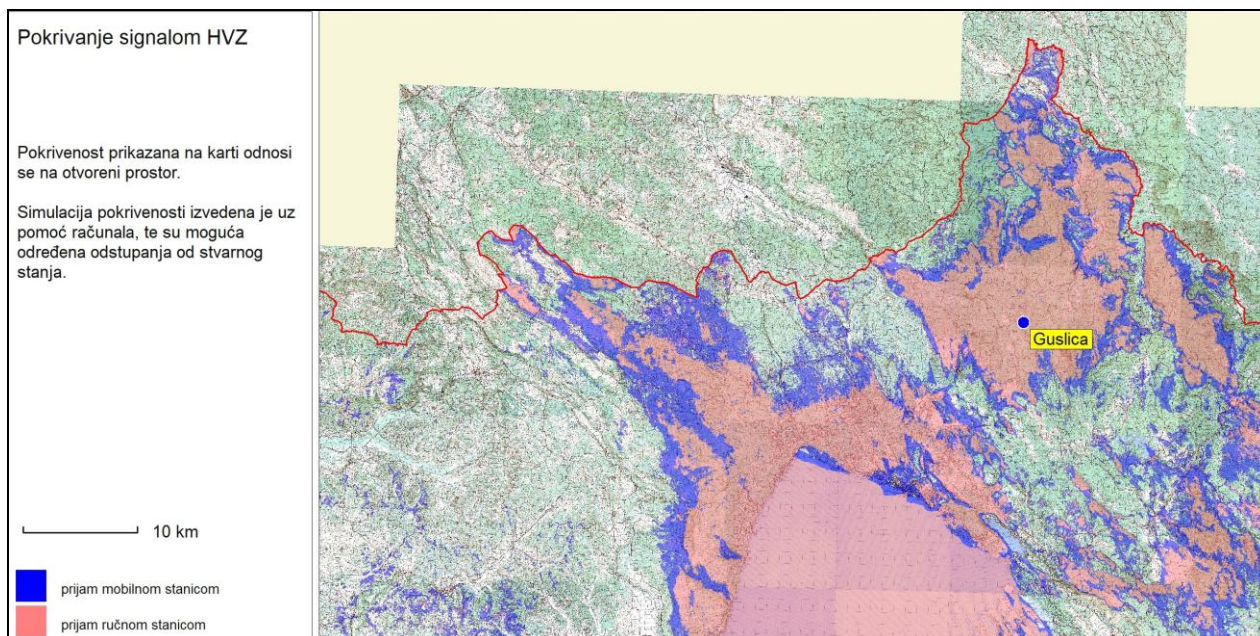 Pokrivanje signalom HVZ
Pokrivenost prikazana na karti odnosi
se na otvoreni prostor.
Simulacija pokrivenosti izvedena je uz
pomoć računala, te su moguća
određena odstupanja od stvarnog
stanja.
10 km
prijam mobilnom stanicom
prijam ručnom stanicom
Guslica